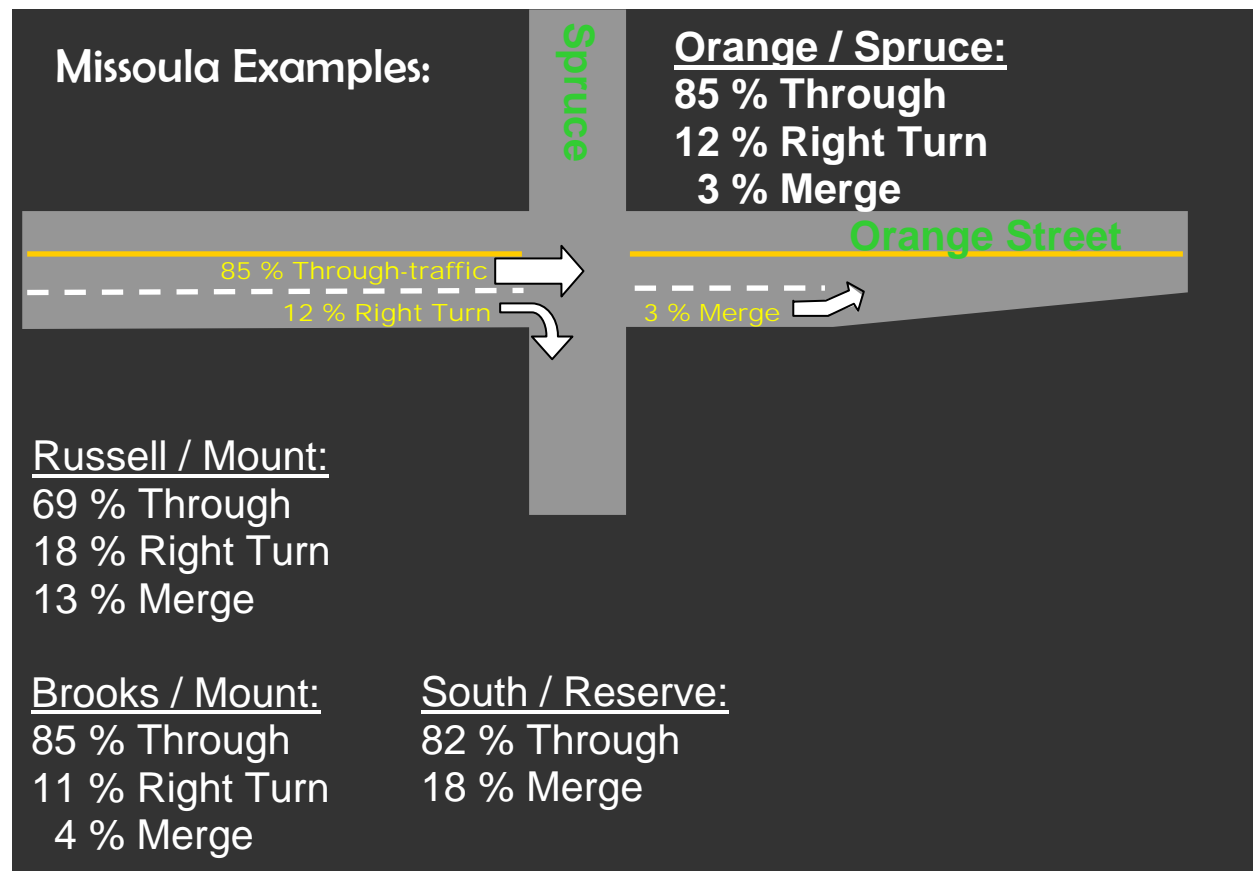 Missoula Examples:
Spruce
Orange / Spruce:
85 % Through
12 % Right Turn
3 % Merge
Orange Street
85 % Through-traffic
12 % Right Turn
3 % Merge
Russell / Mount:
69 % Through
18 % Right Turn
13 % Merge
Brooks / Mount:
85 % Through
11 % Right Turn
4 % Merge
South / Reserve:
82 % Through
18 % Merge